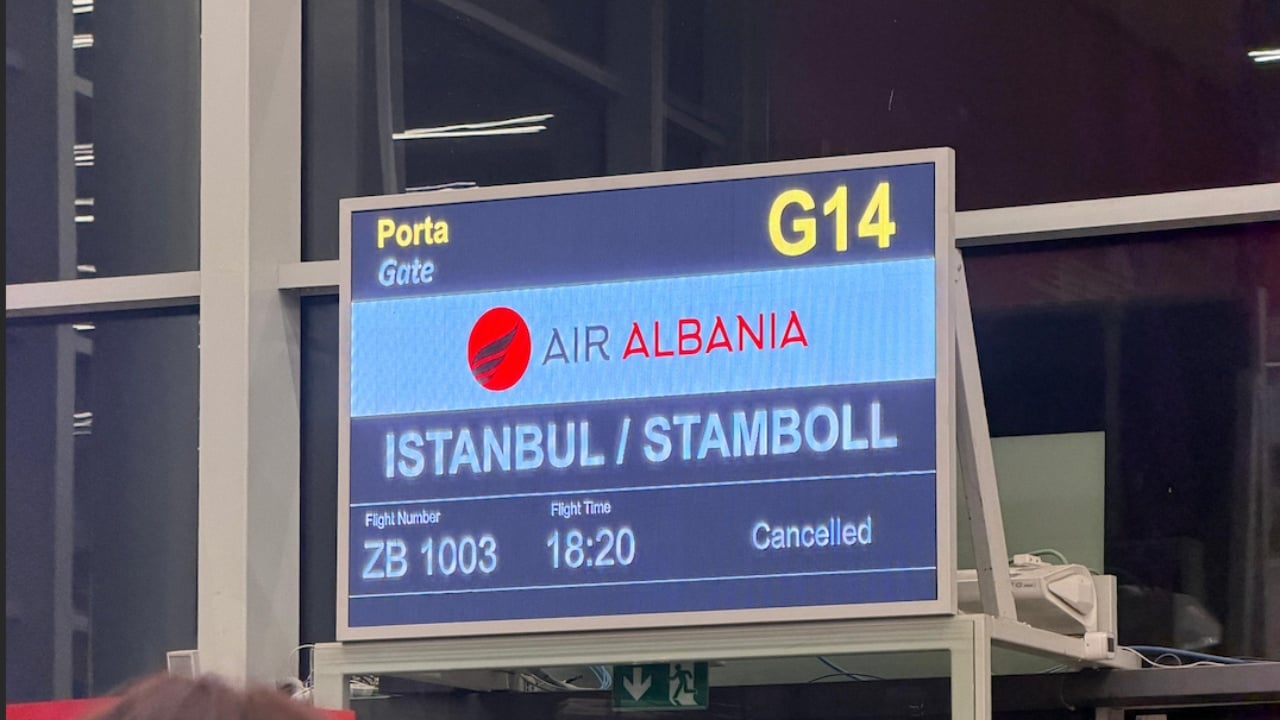 Porta
G14
Gate
AIR ALBANIA
ISTANBUL / STAMBOLL
Flight Number
Flight Time
ZB 1003
18:20
Cancelled